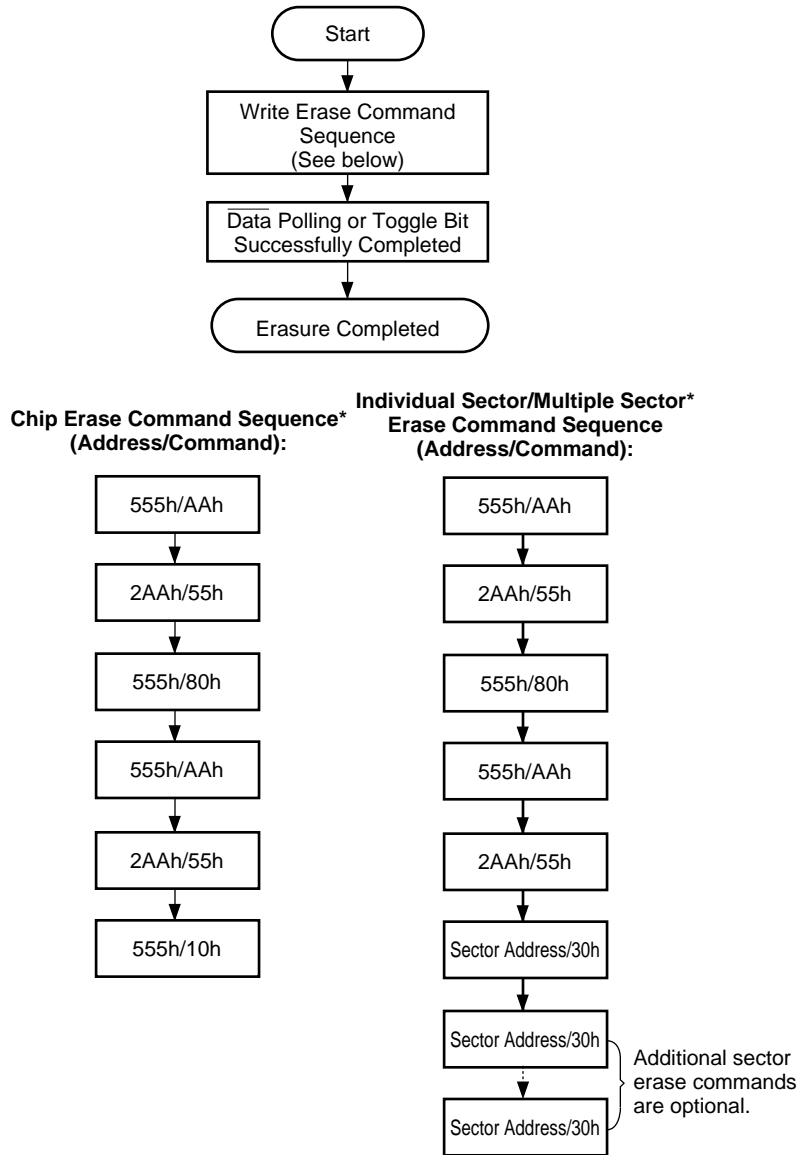 Start
Write Erase Command
Sequence
(See below)
Data Polling or Toggle Bit
Successfully Completed
Erasure Completed
Chip Erase Command Sequence*
(Address/Command):
555h/AAh
2AAh/55h
555h/80h
555h/AAh
2AAh/55h
555h/10h
Individual Sector/Multiple Sector*
Erase Command Sequence
(Address/Command):
555h/AAh
2AAh/55h
555h/80h
555h/AAh
2AAh/55h
Sector Address/30h
Sector Address/30h
Sector Address/30h
Additional sector
erase commands
are optional.